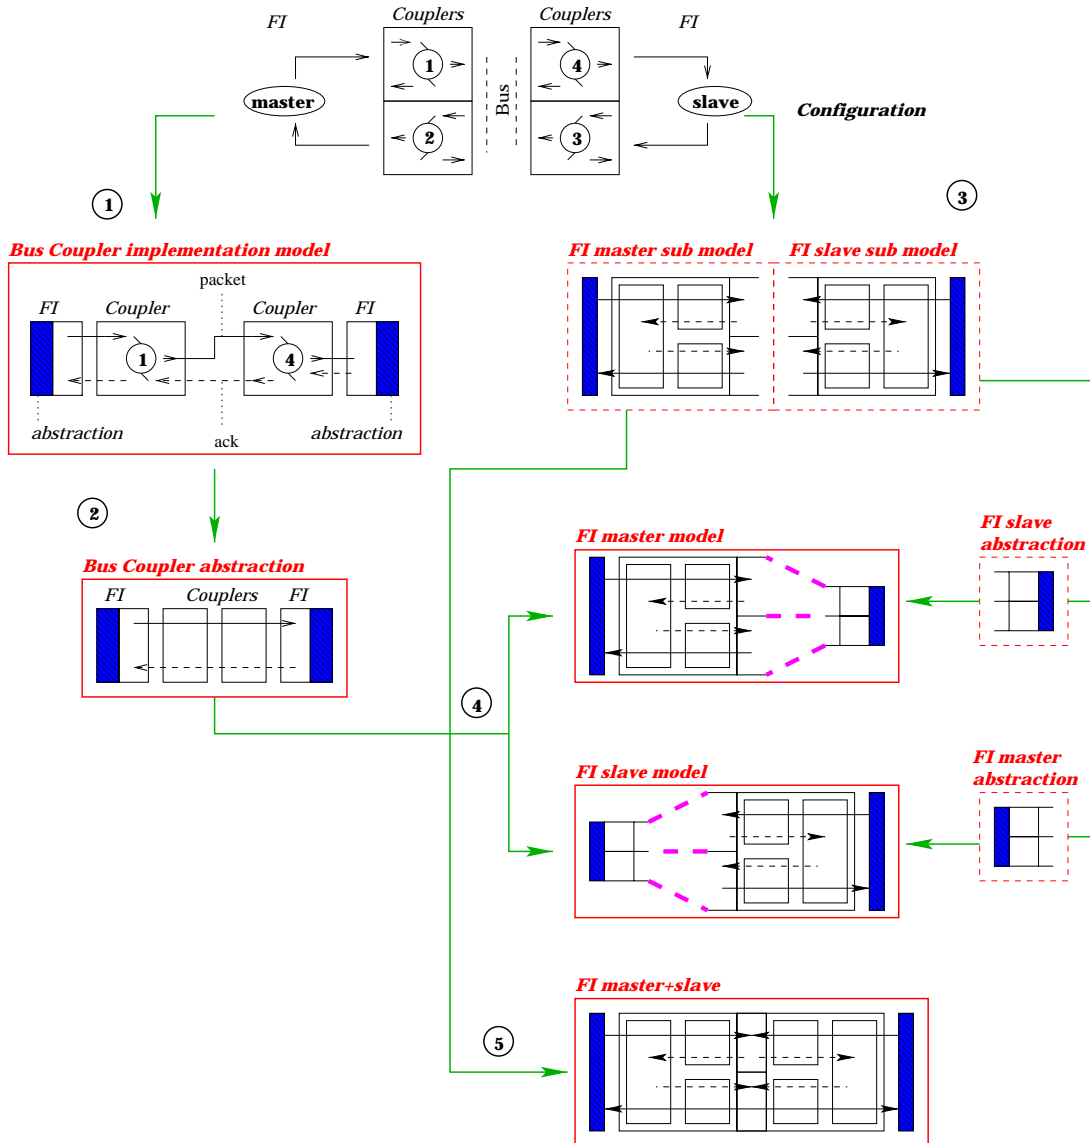 FI
Couplers
Couplers
FI
1
4
master
Bus
slave
Configuration
2
3
1
3
Bus Coupler implementation model
FI master sub model
FI slave sub model
packet
FI
Coupler
Coupler
FI
1
4
abstraction
ack
abstraction
2
FI master model
FI slave
abstraction
Bus Coupler abstraction
FI
Couplers
FI
4
FI slave model
FI master
abstraction
FI master+slave
5